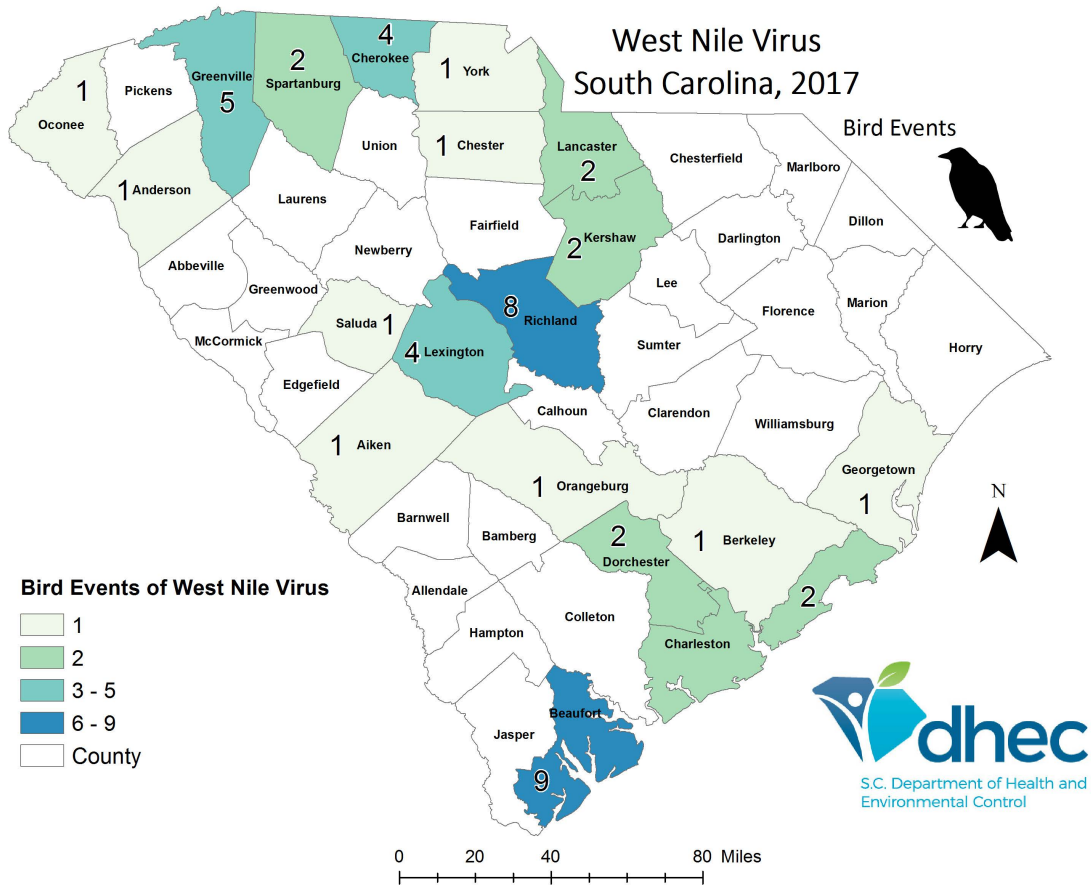 West Nile Virus
South Carolina, 2017
Bird Events
4
Cherokee
2
Spartanburg
Greenville
5
1 York
1
Oconee
Pickens
Union
1 Chester
Lancaster
2
Chesterfield
Marlboro
1 Anderson
Laurens
Fairfield
2 Kershaw
Darlington
Dillon
Newberry
Abbeville
Greenwood
Lee
Florence
Marion
Saluda 1
8
Richland
McCormick
4 Lexington
Sumter
Horry
Edgefield
Calhoun
Clarendon
Williamsburg
1 Aiken
Georgetown
1
1 Orangeburg
Barnwell
Bamberg
2
Dorchester
1 Berkeley
N
Allendale
Colleton
2
Hampton
Charleston
Beaufort
Jasper
9
Bird Events of West Nile Virus
1
2
3 - 5
6 - 9
County
dhec
S.C. Department of Health and
Environmental Control
0 20 40 80 Miles